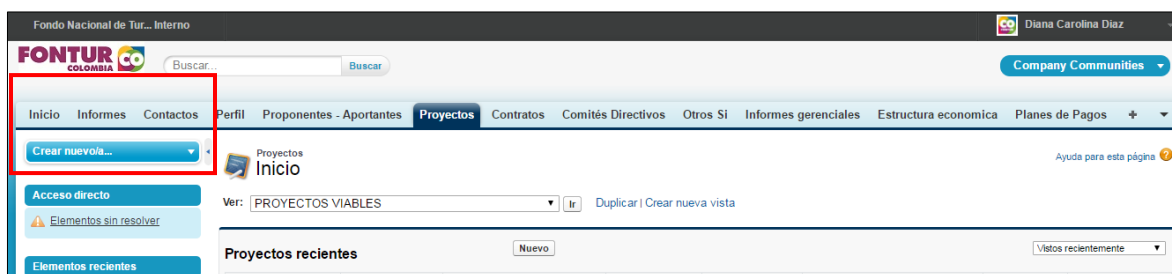 Fondo Nacional de Tur... Interno
Diana Carolina Diaz
FONTUR CO
COLOMBIA
Buscar...
Buscar
Company Communities
Inicio Informes Contactos Perfil Proponentes - Aportantes Proyectos Contratos Comités Directivos Otros Si Informes gerenciales Estructura economica Planes de Pagos +
Crear nuevo/a...
Proyectos
Inicio
Ayuda para esta página ?
Acceso directo
Elementos sin resolver
Ver: PROYECTOS VIABLES Ir Duplicar | Crear nueva vista
Proyectos recientes Nuevo Vistos recientemente
Elementos recientes